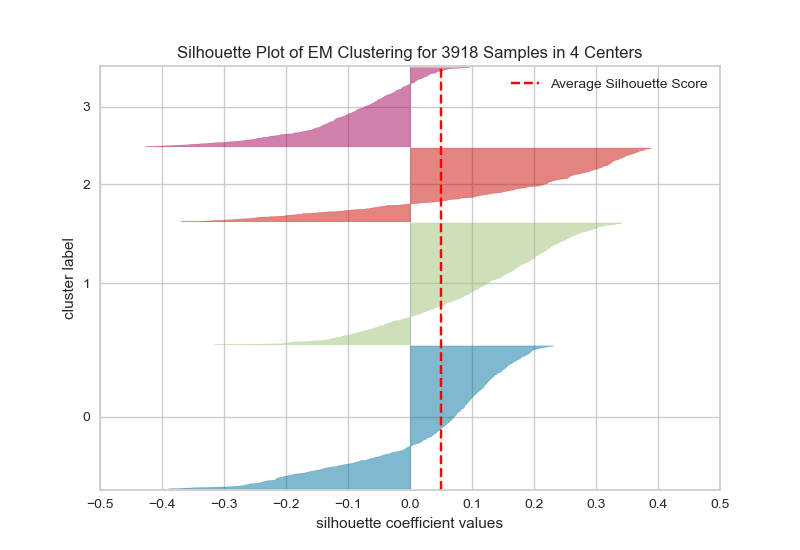 Silhouette Plot of EM Clustering for 3918 Samples in 4 Centers
Average Silhouette Score
3
2
1
0
cluster label
−0.5 −0.4 −0.3 −0.2 −0.1 0.0 0.1 0.2 0.3 0.4 0.5
silhouette coefficient values